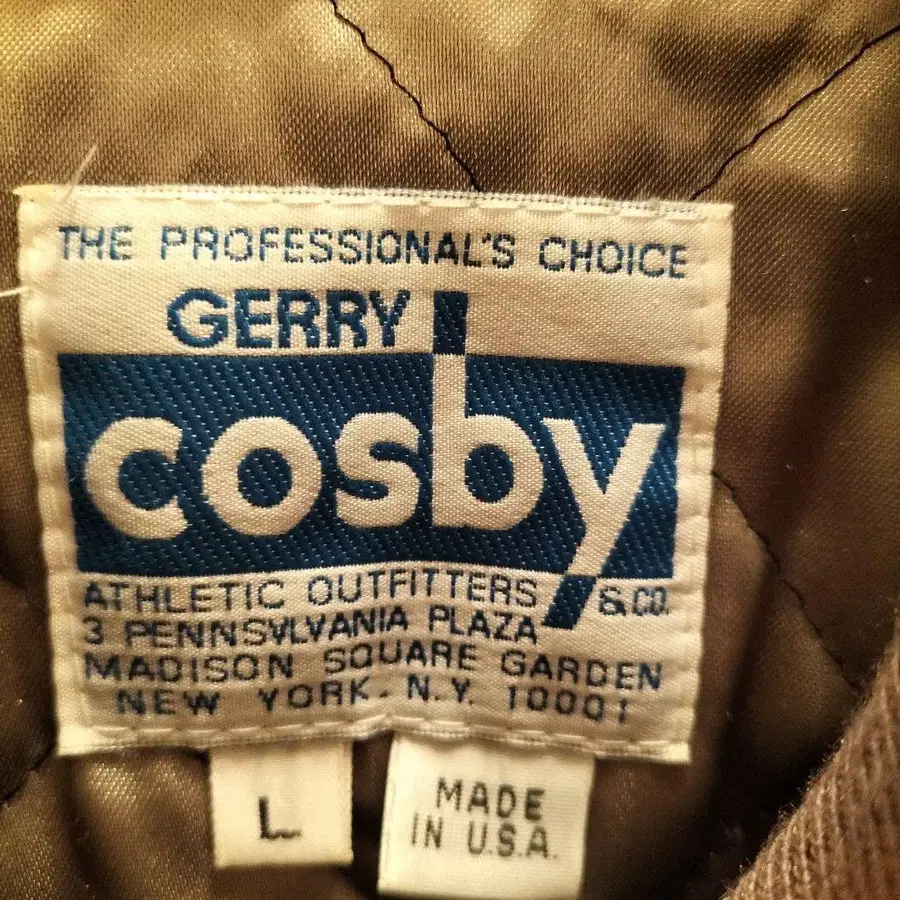 THE PROFESSIONAL'S CHOICE
GERRY
cosby
& CO.
ATHLETIC OUTFITTERS
3 PENNSYLVANIA PLAZA
MADISON SQUARE GARDEN
NEW YORK. N.Y. 10001
L
MADE
IN U.S.A.